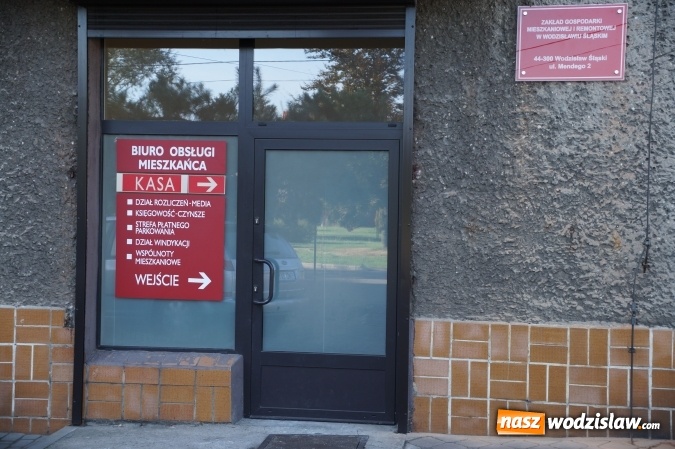 ZAKŁAD GOSPODARKI
MIESZKANIOWEJ I REMONTOWEJ
W WODZISŁAWIU ŚLĄSKIM
44-300 Wodzisław Śląski
ul. Mendego 2
BIURO OBSŁUGI
MIESZKAŃCA
KASA
DZIAŁ ROZLICZEŃ-MEDIA
KSIĘGOWOŚĆ-CZYNSZE
STREFA PŁATNEGO
PARKOWANIA
DZIAŁ WINDYKACJI
WSPÓLNOTY
MIESZKANIOWE
WEJŚCIE
nasz wodzislaw.com